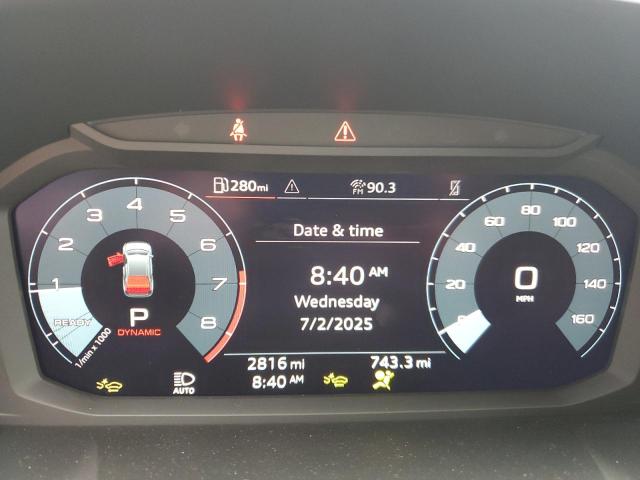 280mi
FM 90.3
1 2 3 4 5 6 7 8
READY
1/min x 1000
P
DYNAMIC
Date & time
8:40 AM
Wednesday
7/2/2025
20 40 60 80 100 120 140 160
0
MPH
2816 mi
743.3 mi
AUTO
8:40 AM